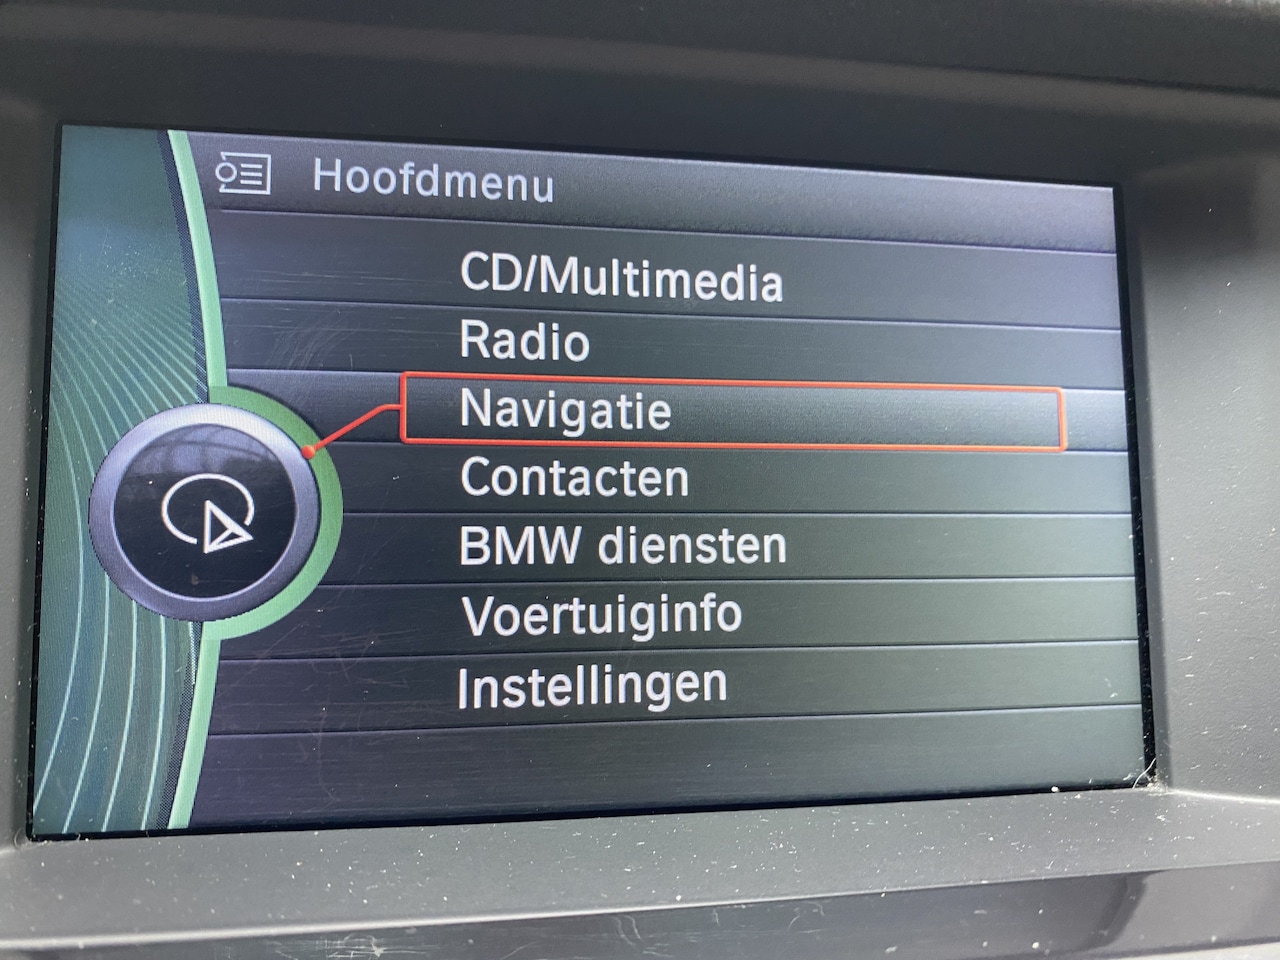 Hoofdmenu
CD/Multimedia
Radio
Navigatie
Contacten
BMW diensten
Voertuiginfo
Instellingen